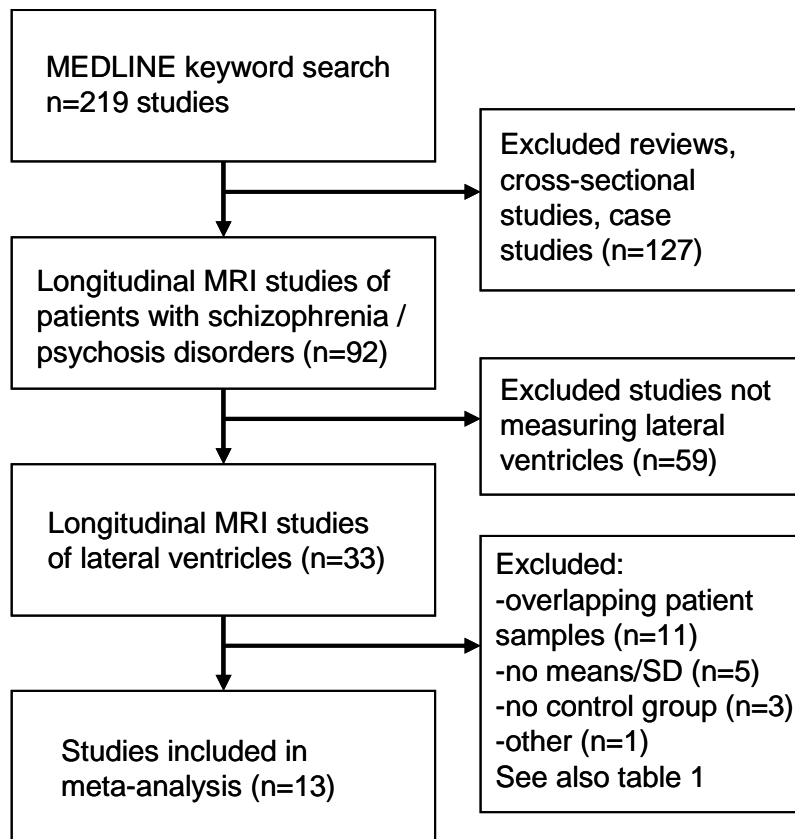 MEDLINE keyword search
n=219 studies
Excluded reviews,
cross-sectional
studies, case
studies (n=127)
Longitudinal MRI studies of
patients with schizophrenia /
psychosis disorders (n=92)
Excluded studies not
measuring lateral
ventricles (n=59)
Longitudinal MRI studies
of lateral ventricles (n=33)
Excluded:
-overlapping patient
samples (n=11)
-no means/SD (n=5)
-no control group (n=3)
-other (n=1)
See also table 1
Studies included in
meta-analysis (n=13)